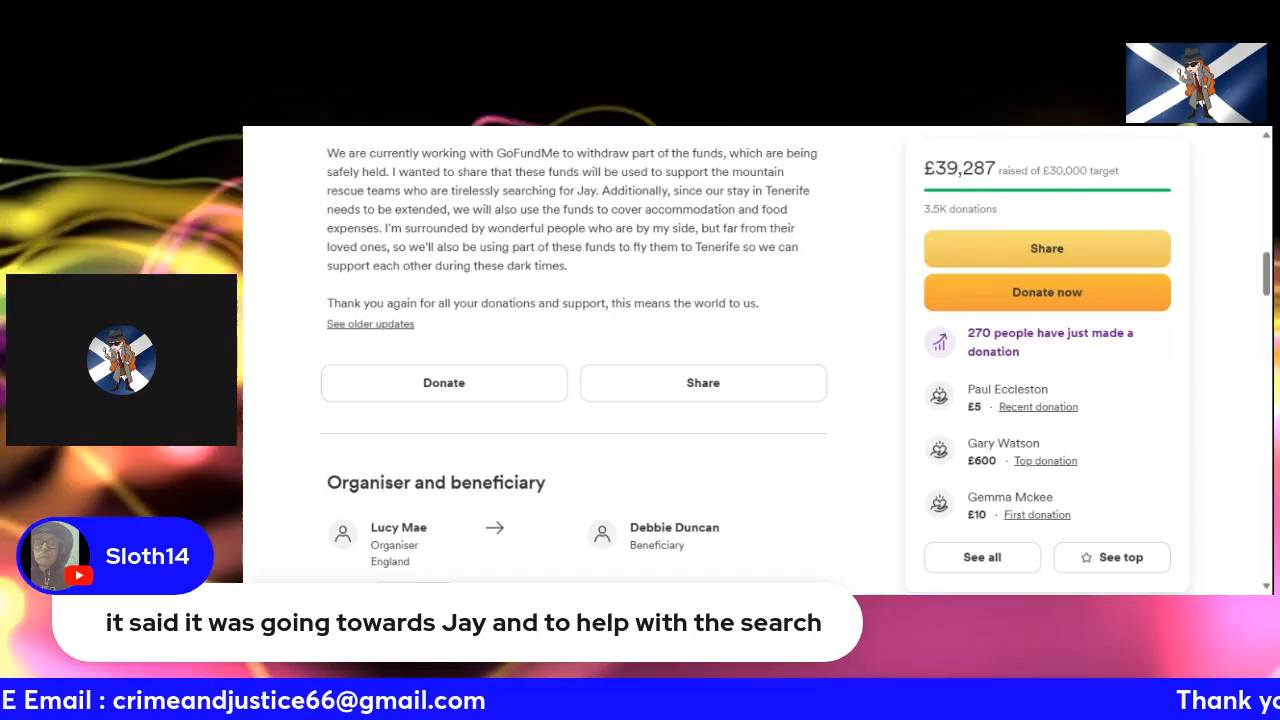 We are currently working with GoFundMe to withdraw part of the funds, which are being
safely held. I wanted to share that these funds will be used to support the mountain
rescue teams who are tirelessly searching for Jay. Additionally, since our stay in Tenerife
needs to be extended, we will also use the funds to cover accommodation and food
expenses. I'm surrounded by wonderful people who are by my side, but far from their
loved ones, so we'll also be using part of these funds to fly them to Tenerife so we can
support each other during these dark times.
Thank you again for all your donations and support, this means the world to us.
See older updates
Donate
Share
Organiser and beneficiary
Lucy Mae
Organiser
England
Debbie Duncan
Beneficiary
£39,287 raised of £30,000 target
3.5K donations
Share
Donate now
270 people have just made a
donation
Paul Eccleston
£5 · Recent donation
Gary Watson
£600 · Top donation
Gemma Mckee
£10 · First donation
See all
See top
Sloth14
it said it was going towards Jay and to help with the search
E Email : crimeandjustice66@gmail.com
Thank yo